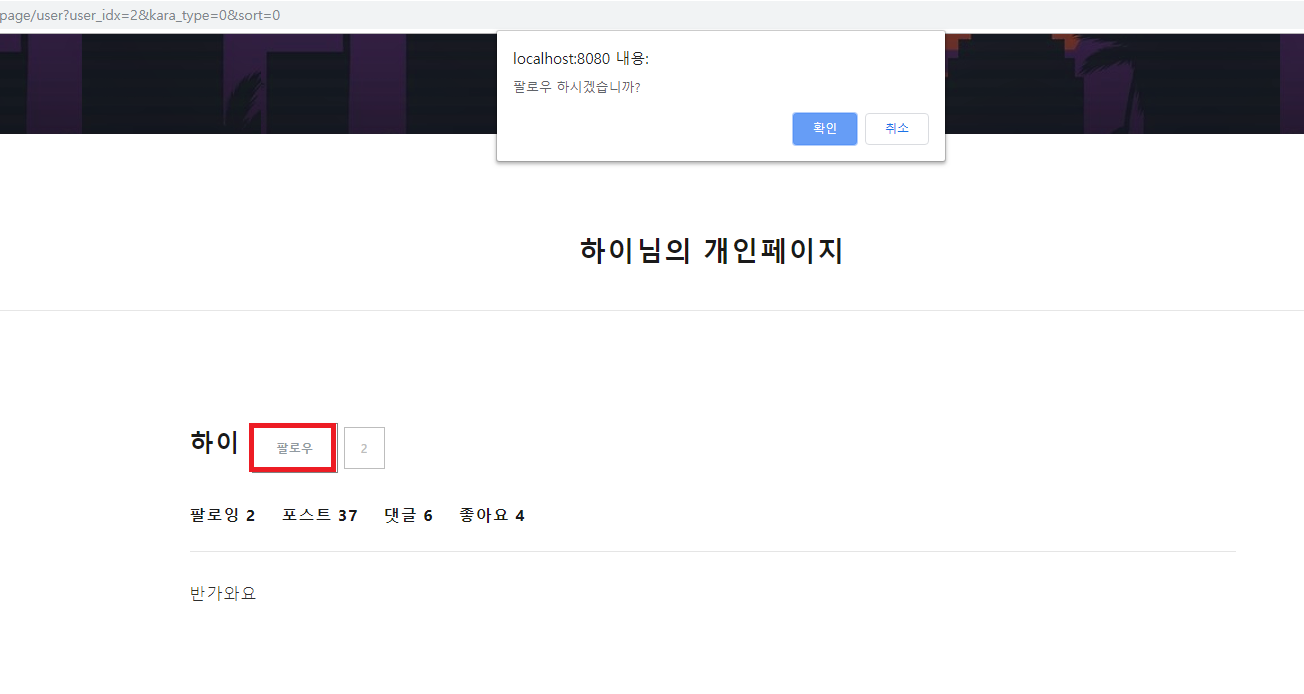 page/user?user_idx=2&kara_type=0&sort=0
localhost:8080 내용:
팔로우 하시겠습니까?
확인 취소
하이님의 개인페이지
하이 팔로우 2
팔로잉 2 포스트 37 댓글 6 좋아요 4
반가와요